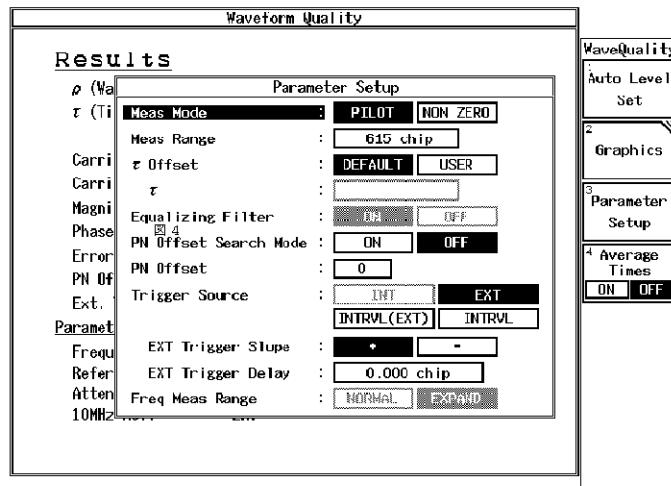 Waveform Quality
Results
ρ (Wa
τ (Ti
Carri
Carri
Magni
Phase
Error
PN Of
Ext.
Paramet
Frequ
Refer
Atten
10MHz
Parameter Setup
Meas Mode : PILOT NON ZERO
Meas Range : 615 chip
τ Offset : DEFAULT USER
τ :
Equalizing Filter : ON OFF
図 4
PN Offset Search Mode : ON OFF
PN Offset : 0
Trigger Source : INT EXT
INTRVL(EXT) INTRVL
EXT Trigger Slope : + -
EXT Trigger Delay : 0.000 chip
Freq Meas Range : NORMAL EXPAND
WaveQuality
1
Auto Level
Set
2
Graphics
3
Parameter
Setup
4 Average
Times
ON OFF